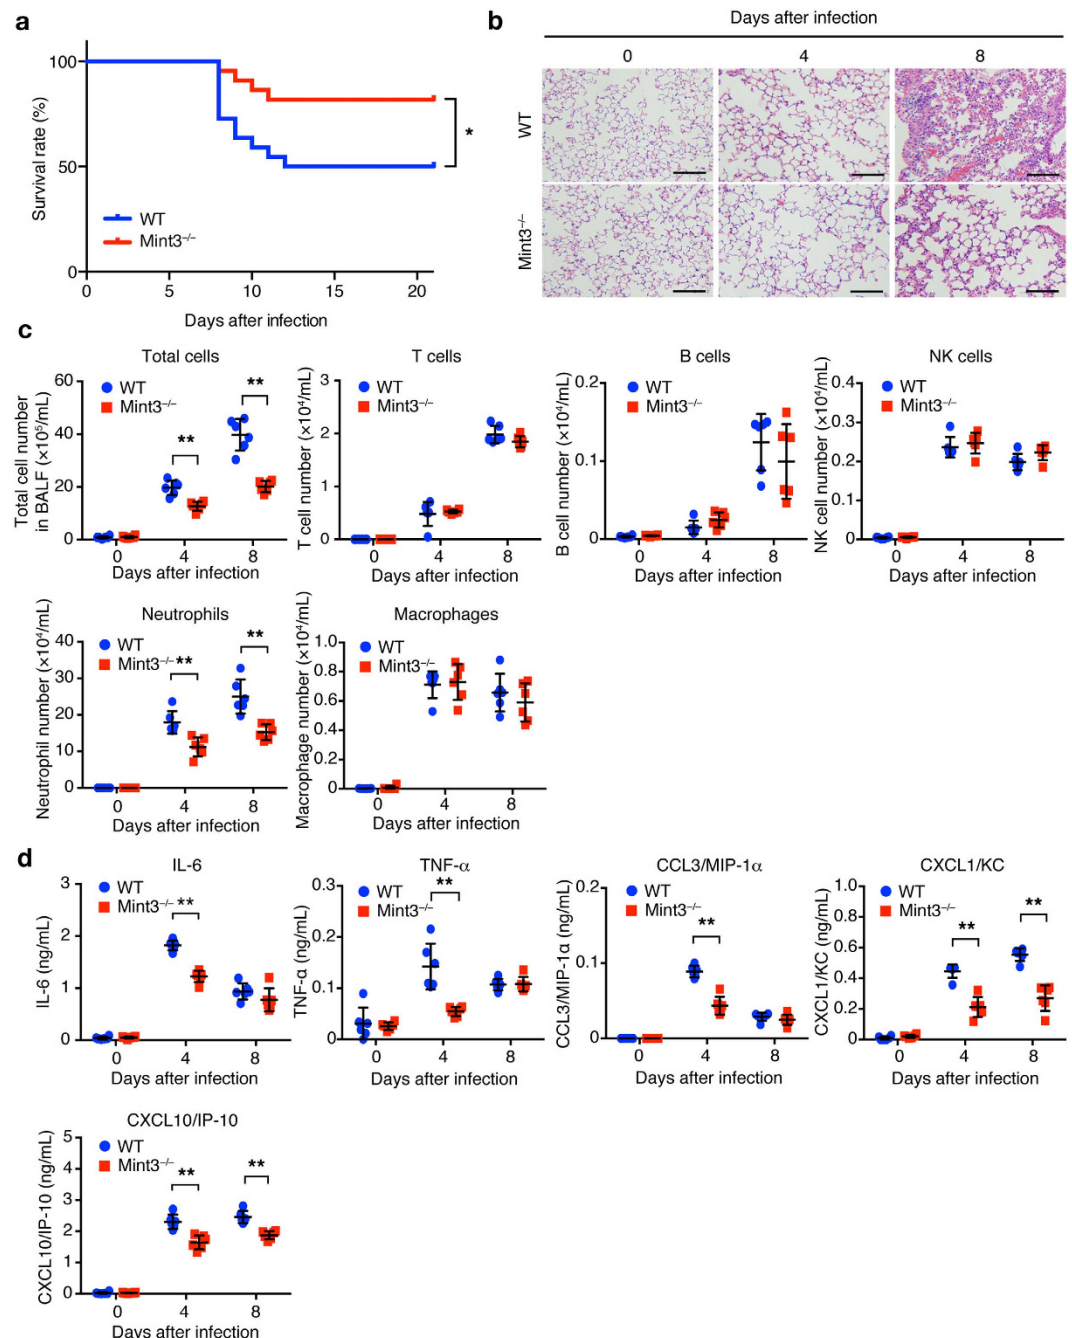 a
Survival rate (%)
100
50
0
WT
Mint3–/–
*
0 5 10 15 20
Days after infection
b
Days after infection
0 4 8
WT
Mint3–/–
c
Total cells
Total cell number
in BALF (×10⁵/mL)
60
40
20
0
WT
Mint3–/–
**
**
0 4 8
Days after infection
T cells
T cell number (×10⁴/mL)
3
2
1
0
WT
Mint3–/–
0 4 8
Days after infection
B cells
B cell number (×10⁴/mL)
0.2
0.1
0
WT
Mint3–/–
0 4 8
Days after infection
NK cells
NK cell number (×10⁴/mL)
0.4
0.3
0.2
0.1
0
WT
Mint3–/–
0 4 8
Days after infection
Neutrophils
Neutrophil number (×10⁴/mL)
40
30
20
10
0
WT
Mint3–/–
**
**
0 4 8
Days after infection
Macrophages
Macrophage number (×10⁴/mL)
1.0
0.8
0.6
0.4
0.2
0
WT
Mint3–/–
0 4 8
Days after infection
d
IL-6
IL-6 (ng/mL)
3
2
1
0
WT
Mint3–/–
**
0 4 8
Days after infection
TNF-α
TNF-α (ng/mL)
0.3
0.2
0.1
0
WT
Mint3–/–
**
0 4 8
Days after infection
CCL3/MIP-1α
CCL3/MIP-1α (ng/mL)
0.2
0.1
0
WT
Mint3–/–
**
0 4 8
Days after infection
CXCL1/KC
CXCL1/KC (ng/mL)
1.0
0.8
0.6
0.4
0.2
0
WT
Mint3–/–
**
**
0 4 8
Days after infection
CXCL10/IP-10
CXCL10/IP-10 (ng/mL)
5
4
3
2
1
0
WT
Mint3–/–
**
**
0 4 8
Days after infection